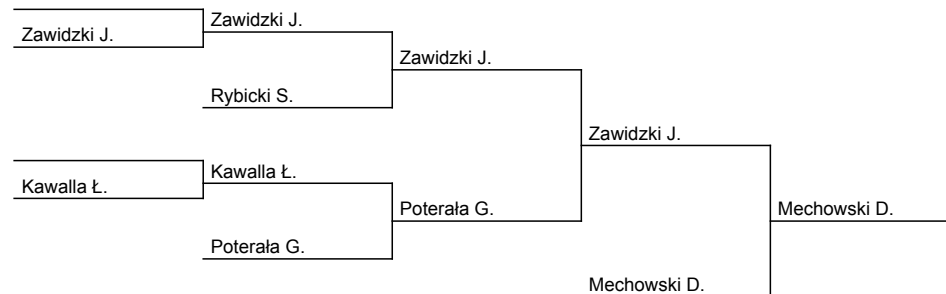 Zawidzki J.
Zawidzki J.
Zawidzki J.
Rybicki S.
Zawidzki J.
Kawalla Ł.
Kawalla Ł.
Poterała G.
Mechowski D.
Poterała G.
Mechowski D.